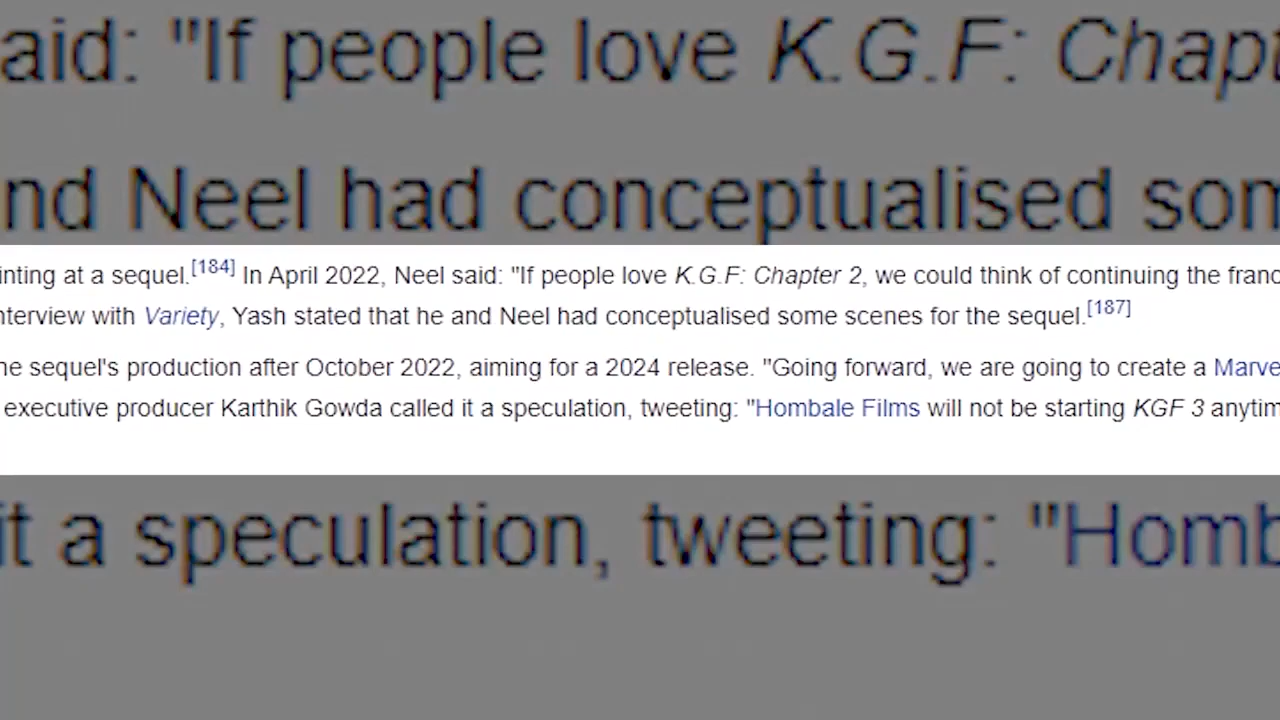 aid: "If people love K.G.F: Chapt
nd Neel had conceptualised som
inting at a sequel.[184] In April 2022, Neel said: "If people love K.G.F: Chapter 2, we could think of continuing the franc
nterview with Variety, Yash stated that he and Neel had conceptualised some scenes for the sequel.[187]
he sequel's production after October 2022, aiming for a 2024 release. "Going forward, we are going to create a Marve
executive producer Karthik Gowda called it a speculation, tweeting: "Hombale Films will not be starting KGF 3 anytim
it a speculation, tweeting: "Homb